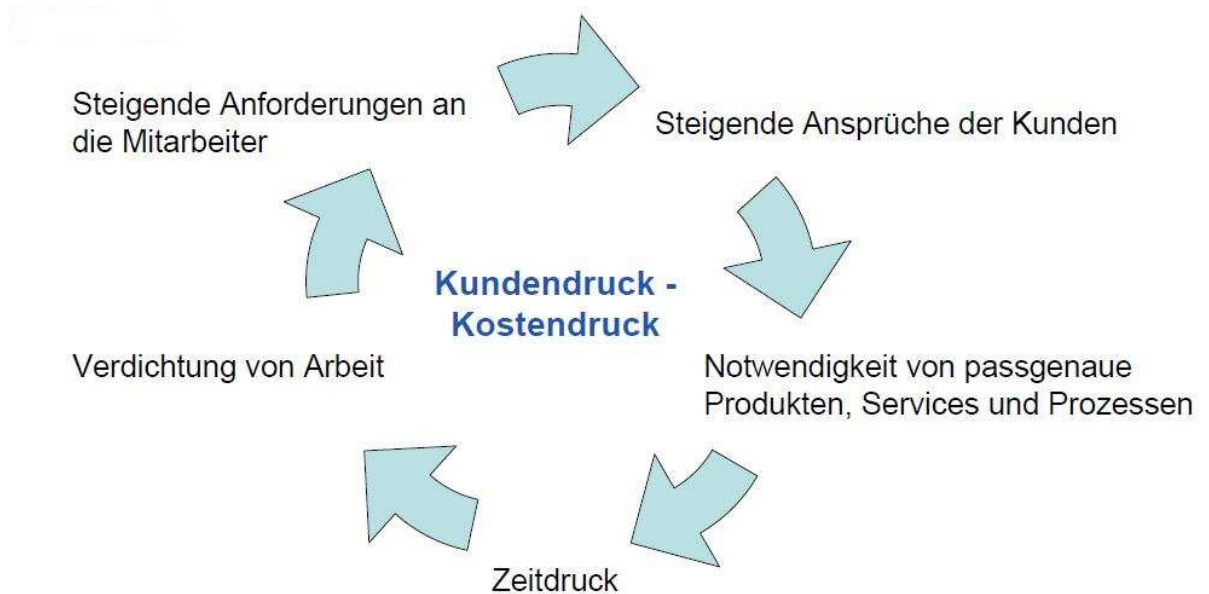 Steigende Anforderungen an
die Mitarbeiter
Steigende Ansprüche der Kunden
Kundendruck -
Kostendruck
Verdichtung von Arbeit
Notwendigkeit von passgenaue
Produkten, Services und Prozessen
Zeitdruck